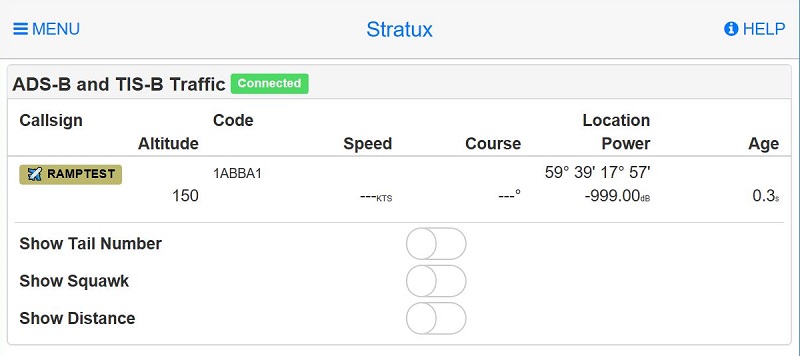 MENU Stratux HELP
ADS-B and TIS-B Traffic Connected
Callsign Code Location
Altitude Speed Course Power Age
RAMPTEST 1ABBA1 59° 39' 17° 57'
150 ---KTS ---° -999.00dB 0.3s
Show Tail Number
Show Squawk
Show Distance